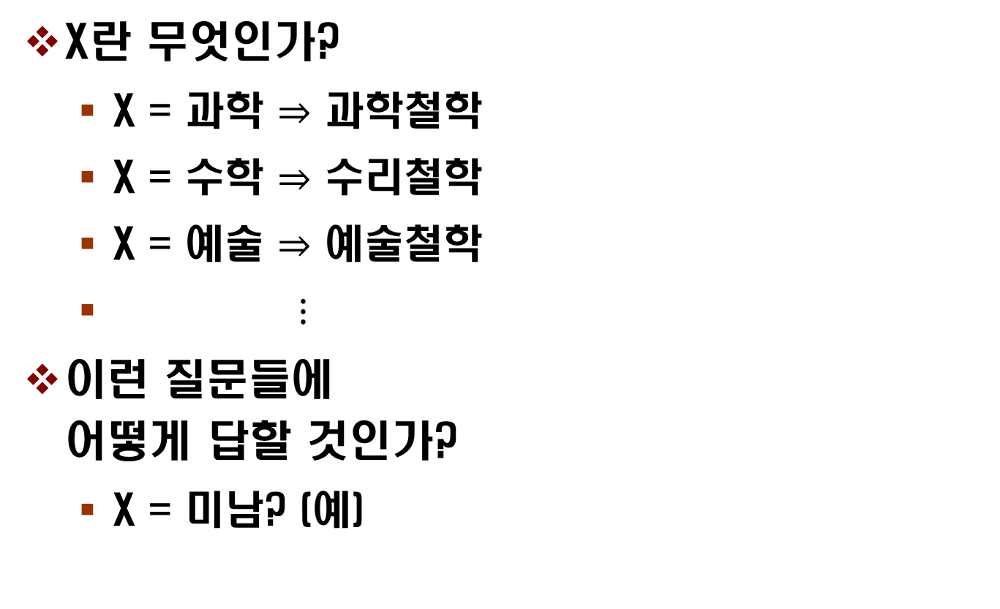 ❖X란 무엇인가?
▪ X = 과학 ⇒ 과학철학
▪ X = 수학 ⇒ 수리철학
▪ X = 예술 ⇒ 예술철학
▪ ⋮
❖이런 질문들에
어떻게 답할 것인가?
▪ X = 미남? (예)